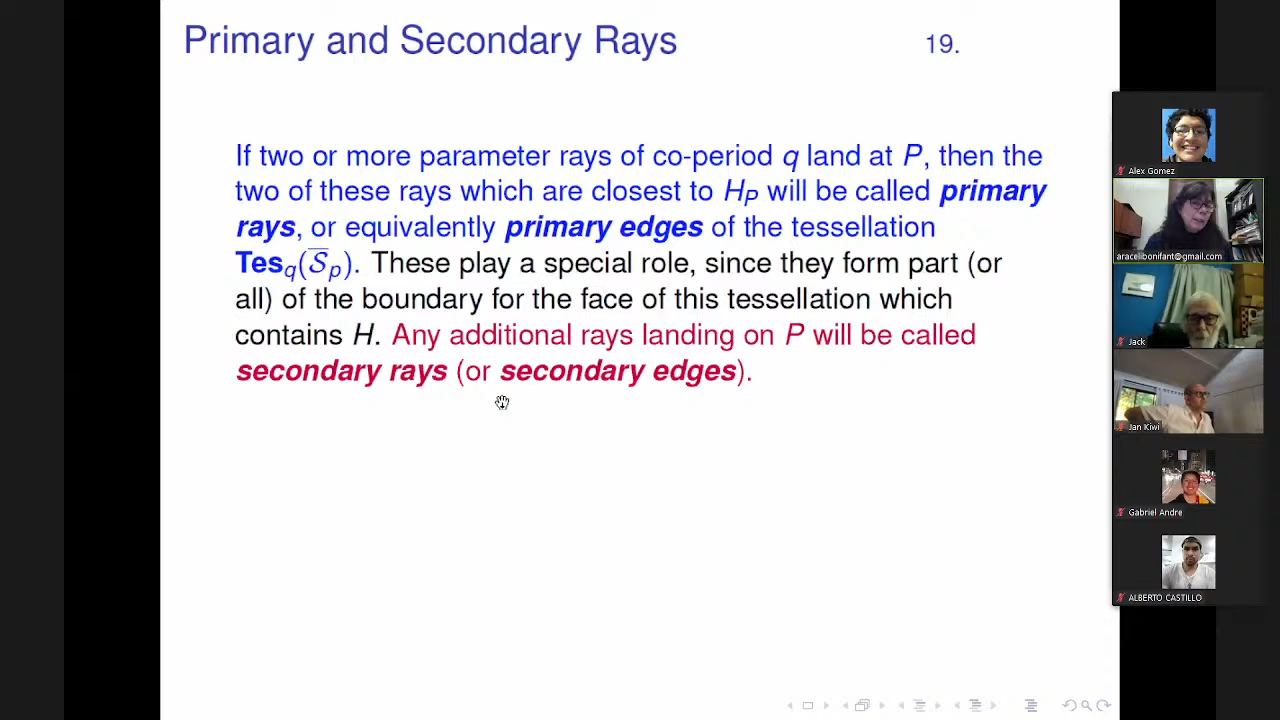 Primary and Secondary Rays 19.
If two or more parameter rays of co-period q land at P, then the
two of these rays which are closest to H_P will be called primary
rays, or equivalently primary edges of the tessellation
Tes_q(S̅_p). These play a special role, since they form part (or
all) of the boundary for the face of this tessellation which
contains H. Any additional rays landing on P will be called
secondary rays (or secondary edges).
Alex Gomez
aracelibonifant@gmail.com
Jack
Jan Kiwi
Gabriel Andre
ALBERTO CASTILLO